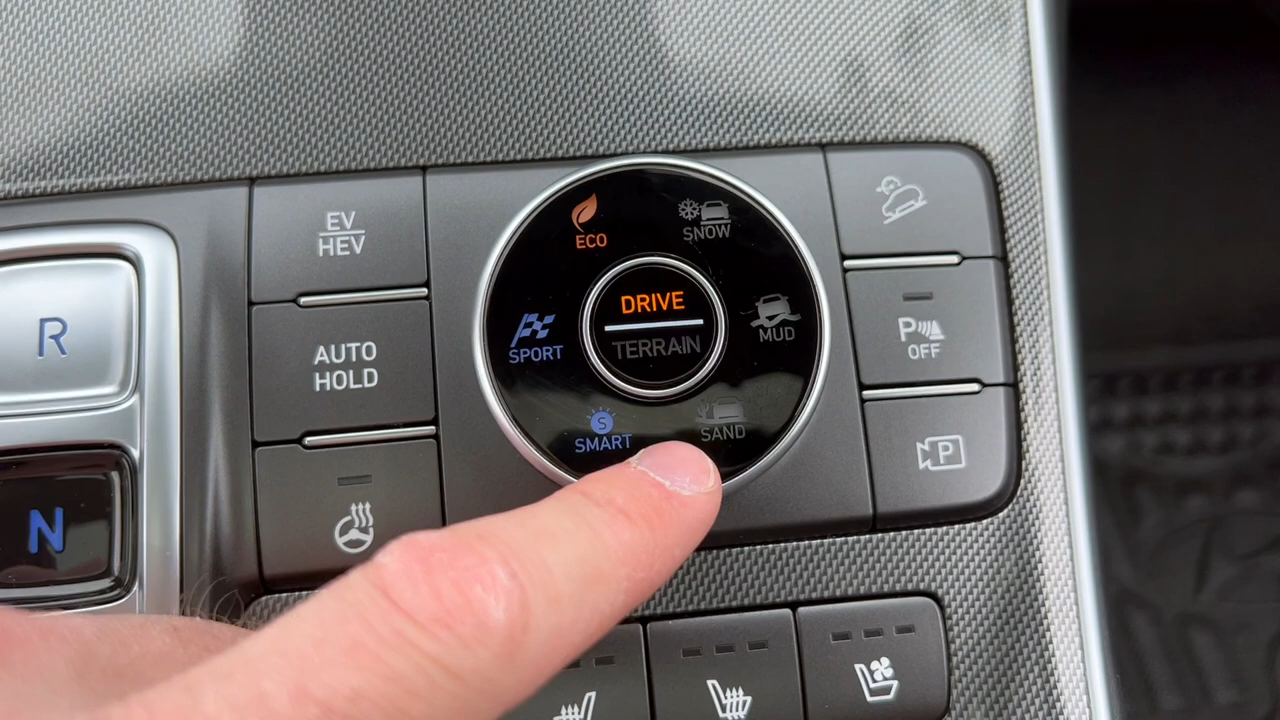 R
N
EV
HEV
AUTO
HOLD
ECO
SNOW
SPORT
DRIVE
TERRAIN
MUD
S
SMART
SAND
P
OFF
P